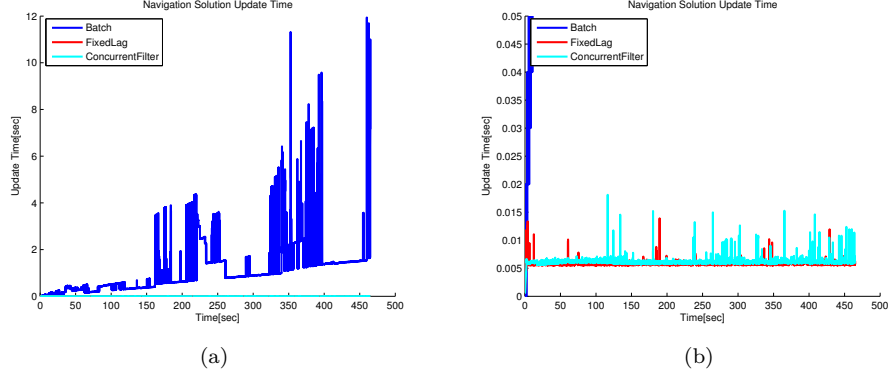 Navigation Solution Update Time
Batch
FixedLag
ConcurrentFilter
Update Time[sec]
12
10
8
6
4
2
0
0 50 100 150 200 250 300 350 400 450 500
Time[sec]
(a)
Navigation Solution Update Time
Batch
FixedLag
ConcurrentFilter
Update Time[sec]
0.05
0.045
0.04
0.035
0.03
0.025
0.02
0.015
0.01
0.005
0
0 50 100 150 200 250 300 350 400 450 500
Time[sec]
(b)